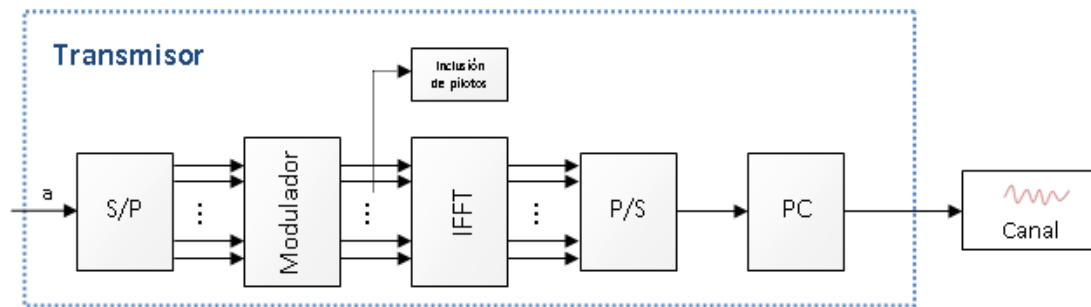 Transmisor
Inclusión
de pilotos
a
S/P
Modulador
IFFT
P/S
PC
Canal